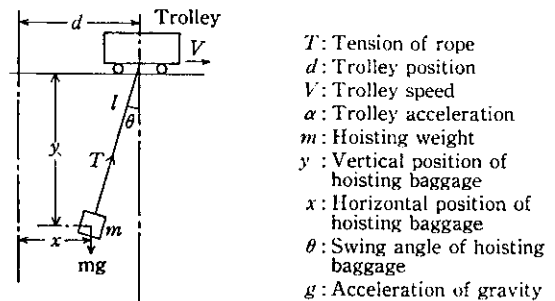 Trolley
d
V
l
θ
y
T
m
x
mg
T: Tension of rope
d: Trolley position
V: Trolley speed
α: Trolley acceleration
m: Hoisting weight
y : Vertical position of
hoisting baggage
x: Horizontal position of
hoisting baggage
θ: Swing angle of hoisting
baggage
g: Acceleration of gravity